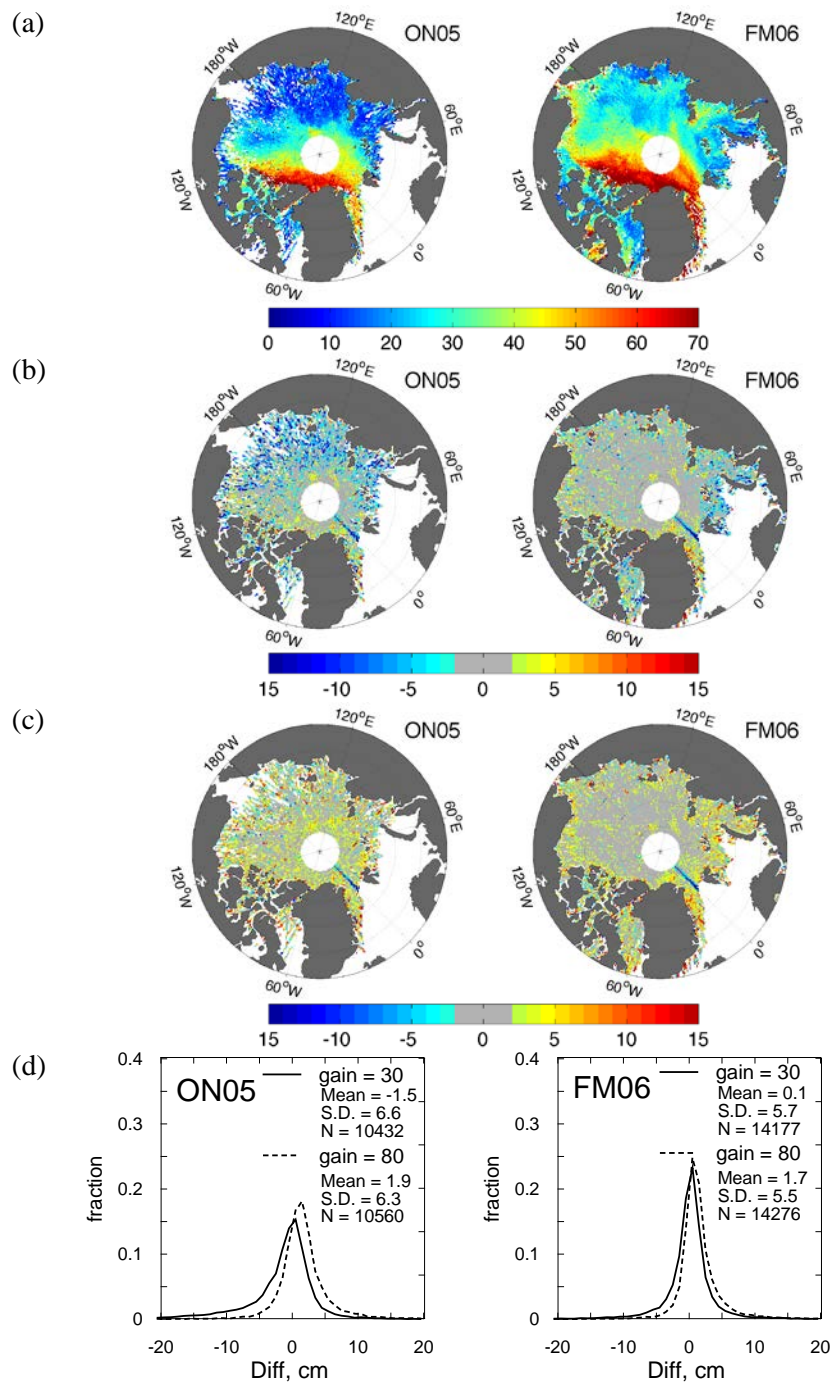 (a)
ON05
FM06
120°E
60°E
0°
60°W
120°W
180°W
120°E
60°E
0°
60°W
120°W
180°W
0 10 20 30 40 50 60 70
(b)
ON05
FM06
120°E
60°E
0°
60°W
120°W
180°W
120°E
60°E
0°
60°W
120°W
180°W
15 -10 -5 0 5 10 15
(c)
ON05
FM06
120°E
60°E
0°
60°W
120°W
180°W
120°E
60°E
0°
60°W
120°W
180°W
15 -10 -5 0 5 10 15
(d)
ON05
gain = 30
Mean = -1.5
S.D. = 6.6
N = 10432
gain = 80
Mean = 1.9
S.D. = 6.3
N = 10560
fraction
0.4
0.3
0.2
0.1
0
-20 -10 0 10 20
Diff, cm
FM06
gain = 30
Mean = 0.1
S.D. = 5.7
N = 14177
gain = 80
Mean = 1.7
S.D. = 5.5
N = 14276
fraction
0.4
0.3
0.2
0.1
0
-20 -10 0 10 20
Diff, cm